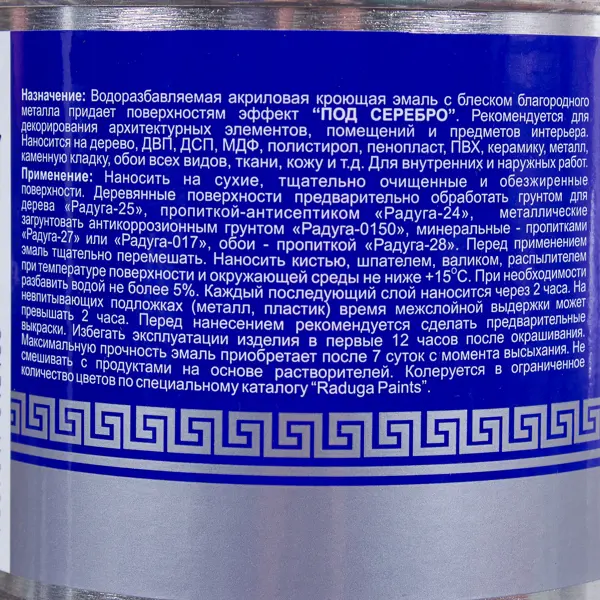 Назначение: Водоразбавляемая акриловая кроющая эмаль с блеском благородного
металла придает поверхностям эффект "ПОД СЕРЕБРО". Рекомендуется для
декорирования архитектурных элементов, помещений и предметов интерьера.
Наносится на дерево, ДВП, ДСП, МДФ, полистирол, пенопласт, ПВХ, керамику, металл,
каменную кладку, обои всех видов, ткани, кожу и т.д. Для внутренних и наружных работ.
Применение: Наносить на сухие, тщательно очищенные и обезжиренные
поверхности. Деревянные поверхности предварительно обработать грунтом для
дерева «Радуга-25», пропиткой-антисептиком «Радуга-24», металлические
загрунтовать антикоррозионным грунтом «Радуга-0150», минеральные - пропитками
«Радуга-27» или «Радуга-017», обои - пропиткой «Радуга-28». Перед применением
эмаль тщательно перемешать. Наносить кистью, шпателем, валиком, распылителем
при температуре поверхности и окружающей среды не ниже +15°С. При необходимости
разбавить водой не более 5%. Каждый последующий слой наносится через 2 часа. На
невпитывающих подложках (металл, пластик) время межслойной выдержки может
превышать 2 часа. Перед нанесением рекомендуется сделать предварительные
выкраски. Избегать эксплуатации изделия в первые 12 часов после окрашивания.
Максимальную прочность эмаль приобретает после 7 суток с момента высыхания. Не
смешивать с продуктами на основе растворителей. Колеруется в ограниченное
количество цветов по специальному каталогу "Raduga Paints".